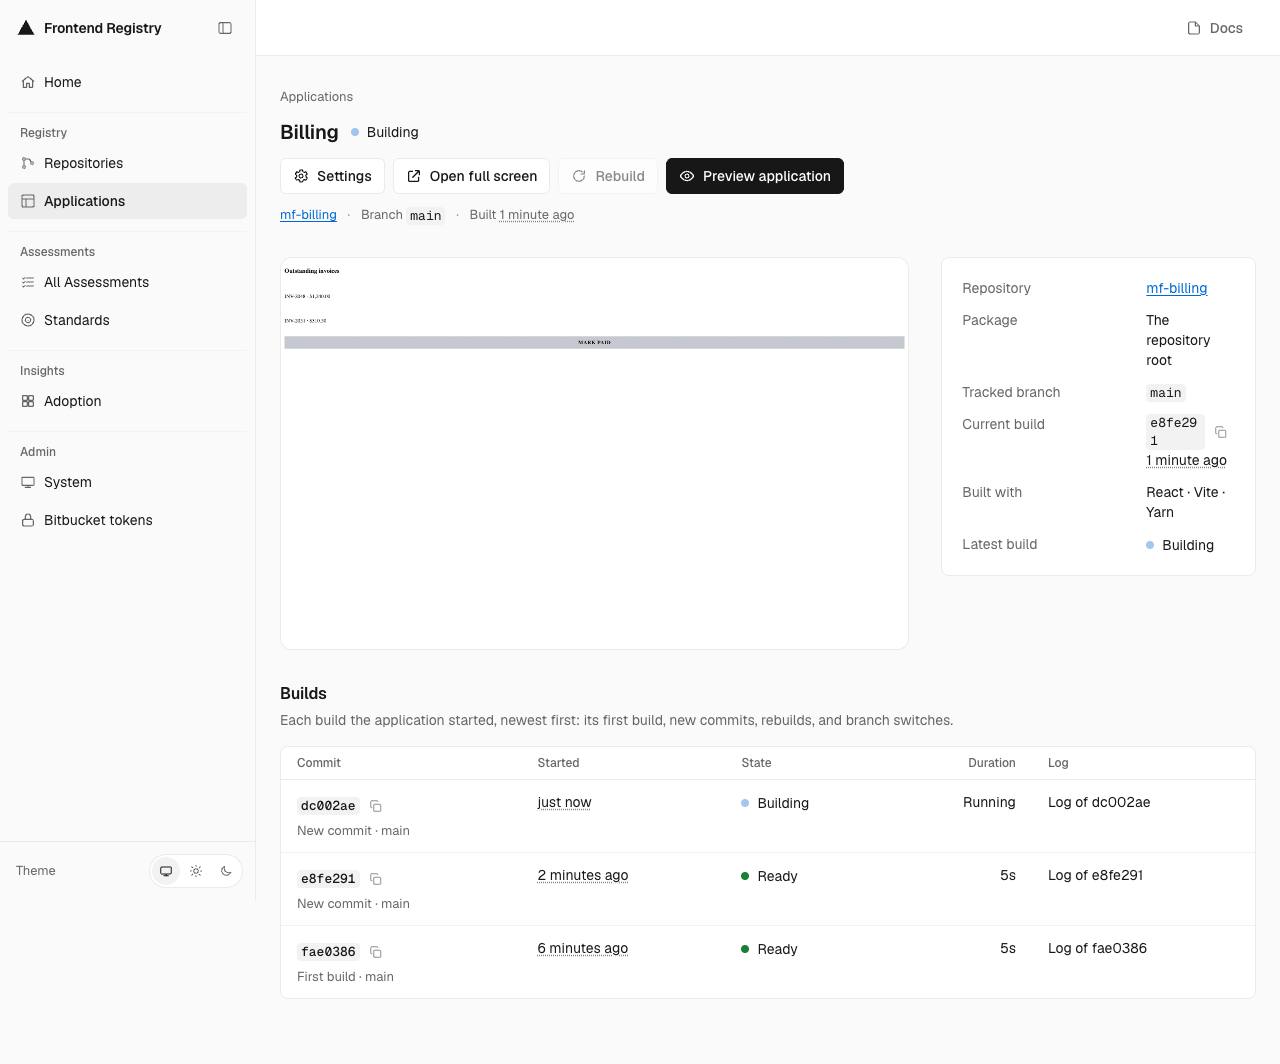 Frontend Registry
Docs
Home
Registry
Repositories
Applications
Assessments
All Assessments
Standards
Insights
Adoption
Admin
System
Bitbucket tokens
Theme
Applications
Billing Building
Settings Open full screen Rebuild Preview application
mf-billing · Branch main · Built 1 minute ago
Outstanding invoices
MARK PAID
Repository mf-billing
Package The
repository
root
Tracked branch main
Current build e8fe29
1
1 minute ago
Built with React · Vite ·
Yarn
Latest build Building
Builds
Each build the application started, newest first: its first build, new commits, rebuilds, and branch switches.
Commit Started State Duration Log
dc002ae just now Building Running Log of dc002ae
New commit · main
e8fe291 2 minutes ago Ready 5s Log of e8fe291
New commit · main
fae0386 6 minutes ago Ready 5s Log of fae0386
First build · main